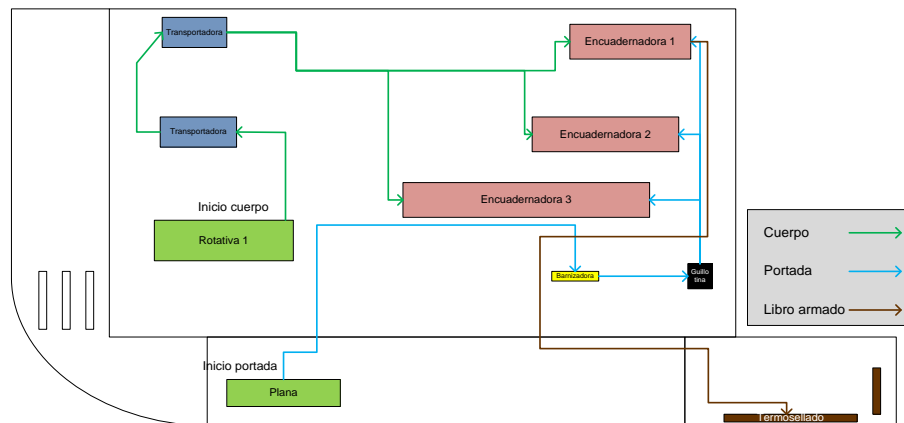 Transportadora
Encuadernadora 1
Transportadora
Encuadernadora 2
Encuadernadora 3
Inicio cuerpo
Rotativa 1
Cuerpo
Portada
Libro armado
Barnizadora
Guillo
tina
Inicio portada
Plana
Termosellado